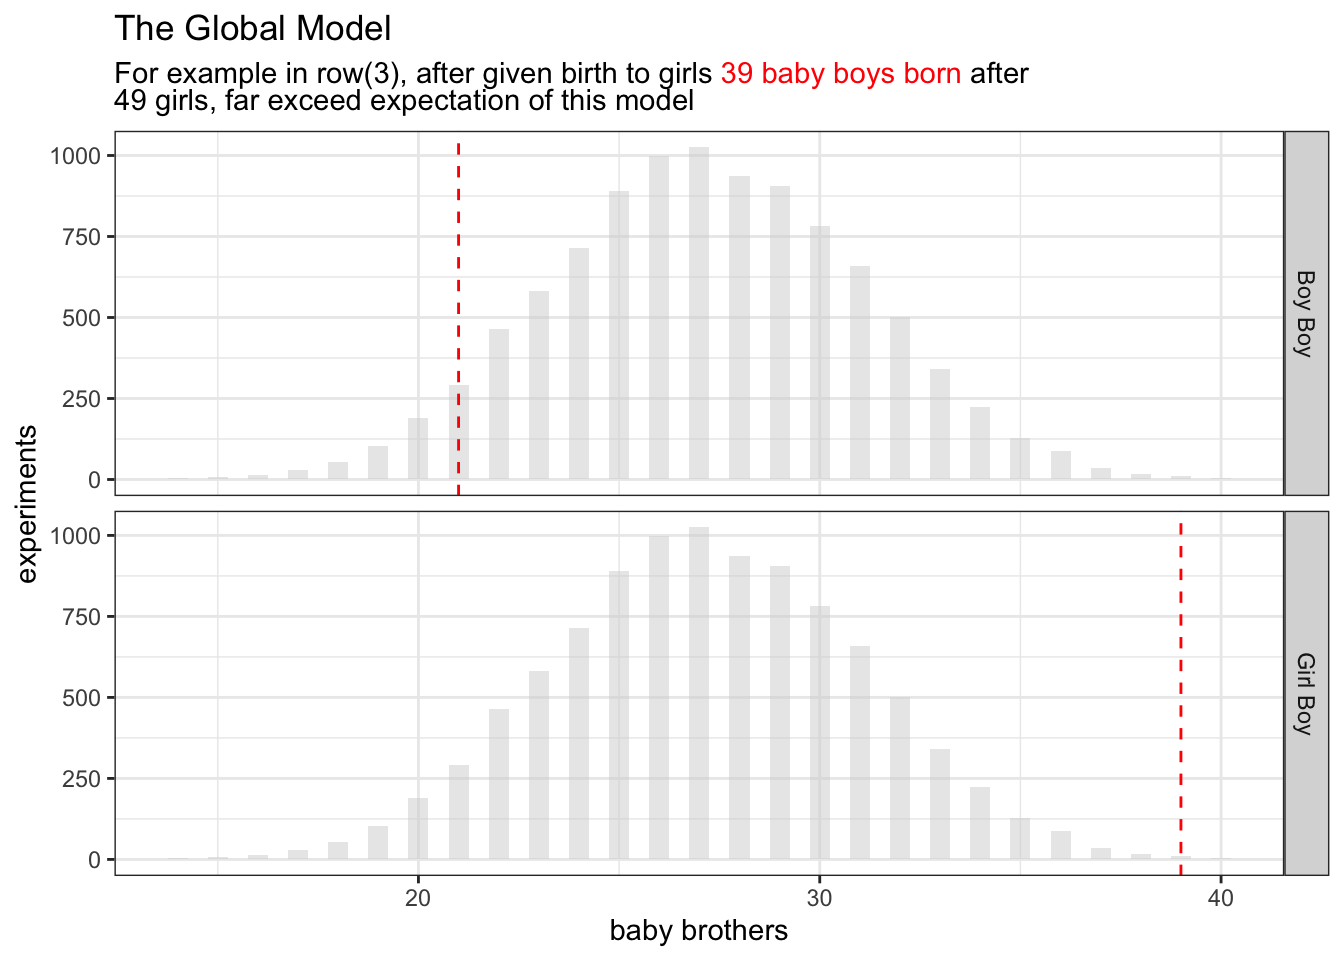 The Global Model
For example in row(3), after given birth to girls 39 baby boys born after
49 girls, far exceed expectation of this model
1000
750
500
250
0
Boy Boy
1000
750
500
250
0
Girl Boy
experiments
20 30 40
baby brothers